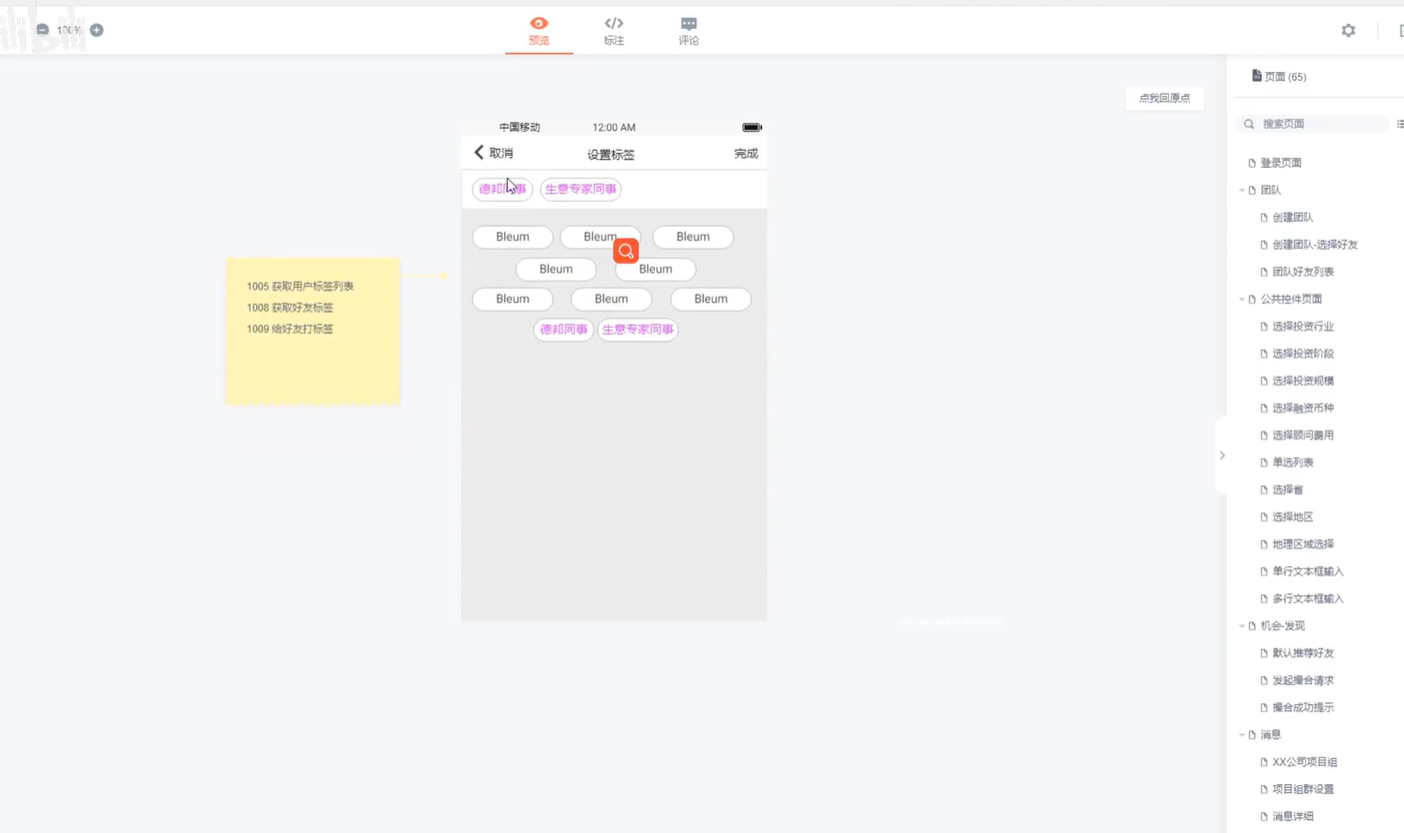 100%
预览
标注
评论
点我回原点
中国移动 12:00 AM
取消 设置标签 完成
德邦同事 生意专家同事
Bleum Bleum Bleum
Bleum Bleum
Bleum Bleum Bleum
德邦同事 生意专家同事
1005 获取用户标签列表
1008 获取好友标签
1009 给好友打标签
页面 (65)
搜索页面
登录页面
团队
创建团队
创建团队-选择好友
团队好友列表
公共控件页面
选择投资行业
选择投资阶段
选择投资规模
选择融资币种
选择顾问费用
单选列表
选择省
选择地区
地理区域选择
单行文本框输入
多行文本框输入
机会-发现
默认推荐好友
发起撮合请求
撮合成功提示
消息
XX公司项目组
项目组群设置
消息详细